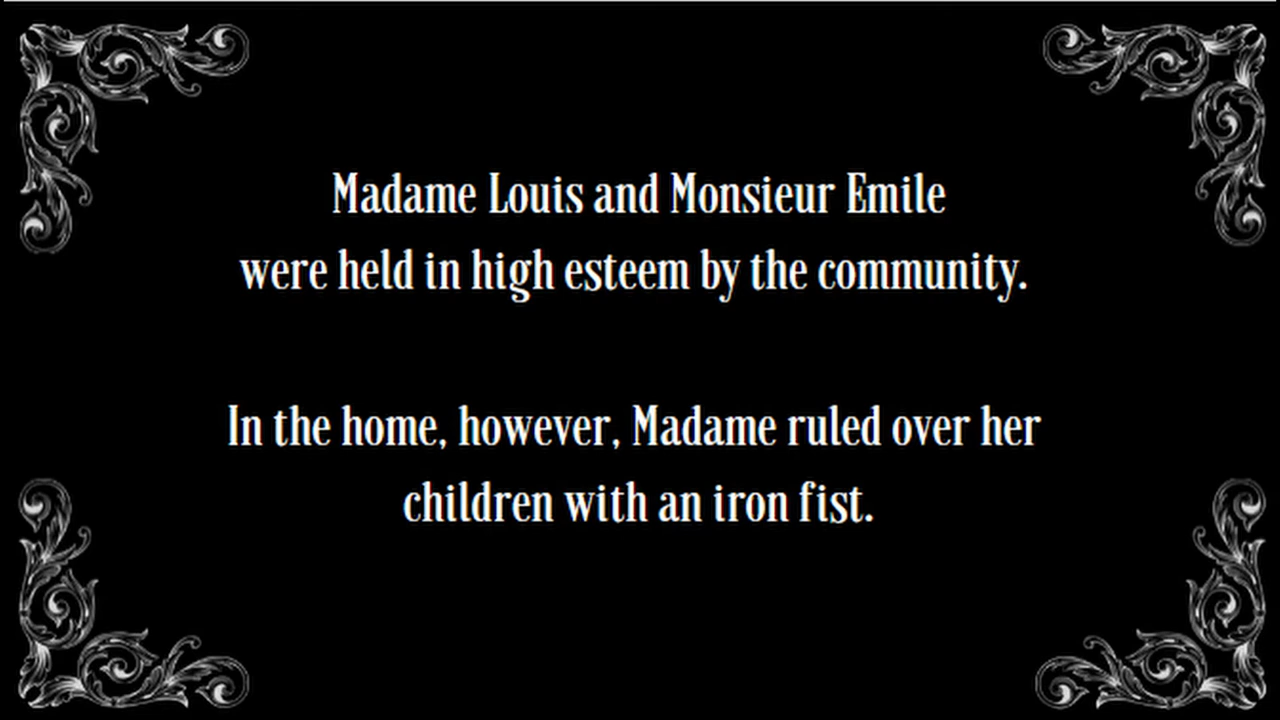 Madame Louis and Monsieur Emile
were held in high esteem by the community.
In the home, however, Madame ruled over her
children with an iron fist.